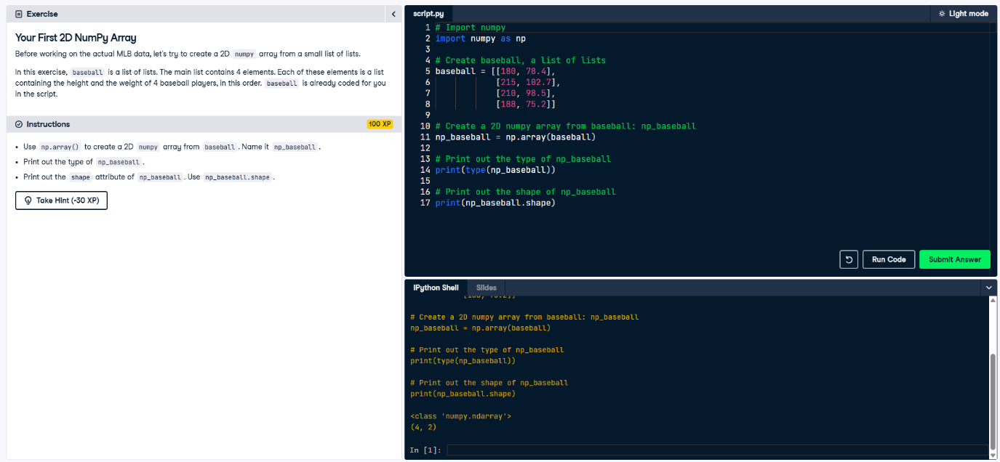 Exercise
Your First 2D NumPy Array
Before working on the actual MLB data, let's try to create a 2D numpy array from a small list of lists.
In this exercise, baseball is a list of lists. The main list contains 4 elements. Each of these elements is a list
containing the height and the weight of 4 baseball players, in this order. baseball is already coded for you
in the script.
Instructions
100 XP
• Use np.array() to create a 2D numpy array from baseball. Name it np_baseball.
• Print out the type of np_baseball.
• Print out the shape attribute of np_baseball. Use np_baseball.shape.
Take Hint (-30 XP)
script.py
Light mode
1 # Import numpy
2 import numpy as np
3
4 # Create baseball, a list of lists
5 baseball = [[180, 78.4],
6             [215, 102.7],
7             [210, 98.5],
8             [188, 75.2]]
9
10 # Create a 2D numpy array from baseball: np_baseball
11 np_baseball = np.array(baseball)
12
13 # Print out the type of np_baseball
14 print(type(np_baseball))
15
16 # Print out the shape of np_baseball
17 print(np_baseball.shape)
Run Code
Submit Answer
IPython Shell
Slides
# Create a 2D numpy array from baseball: np_baseball
np_baseball = np.array(baseball)
# Print out the type of np_baseball
print(type(np_baseball))
# Print out the shape of np_baseball
print(np_baseball.shape)
<class 'numpy.ndarray'>
(4, 2)
In [1]: